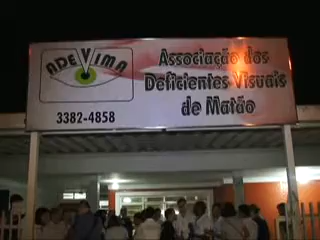 ADEVIMA
3382-4858
Associação dos
Deficientes Visuais
de Matão